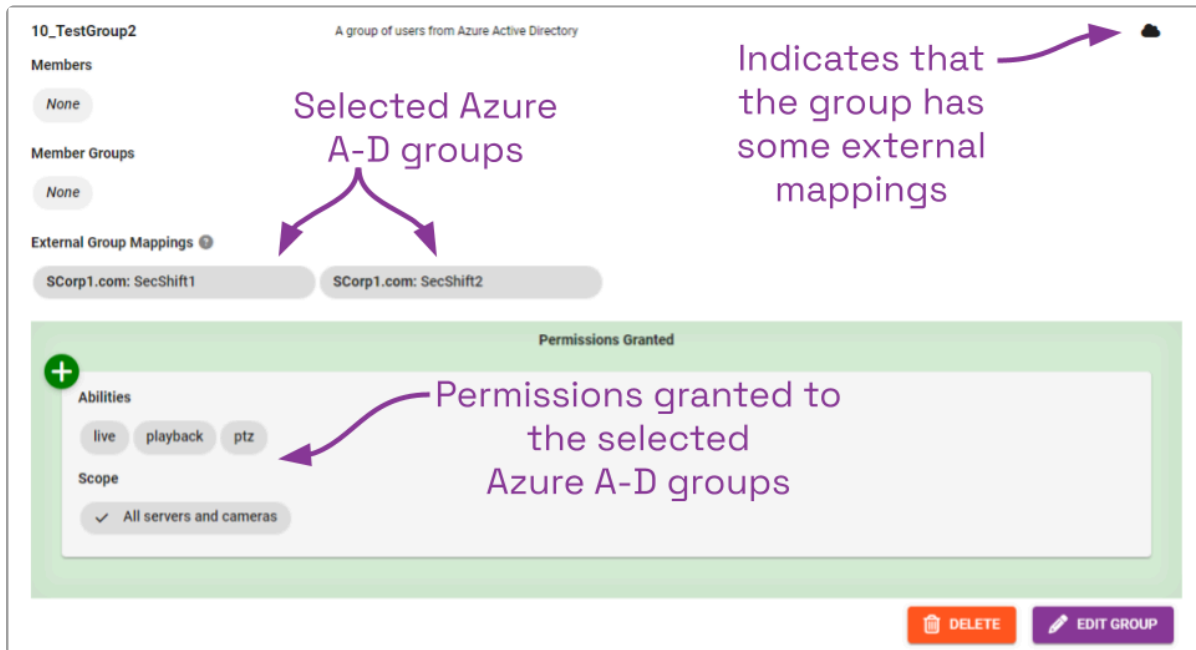 10_TestGroup2
A group of users from Azure Active Directory
Indicates that
the group has
some external
mappings
Members
None
Selected Azure
A-D groups
Member Groups
None
External Group Mappings
SCorp1.com: SecShift1
SCorp1.com: SecShift2
Permissions Granted
Abilities
live
playback
ptz
Permissions granted to
the selected
Azure A-D groups
Scope
All servers and cameras
DELETE
EDIT GROUP